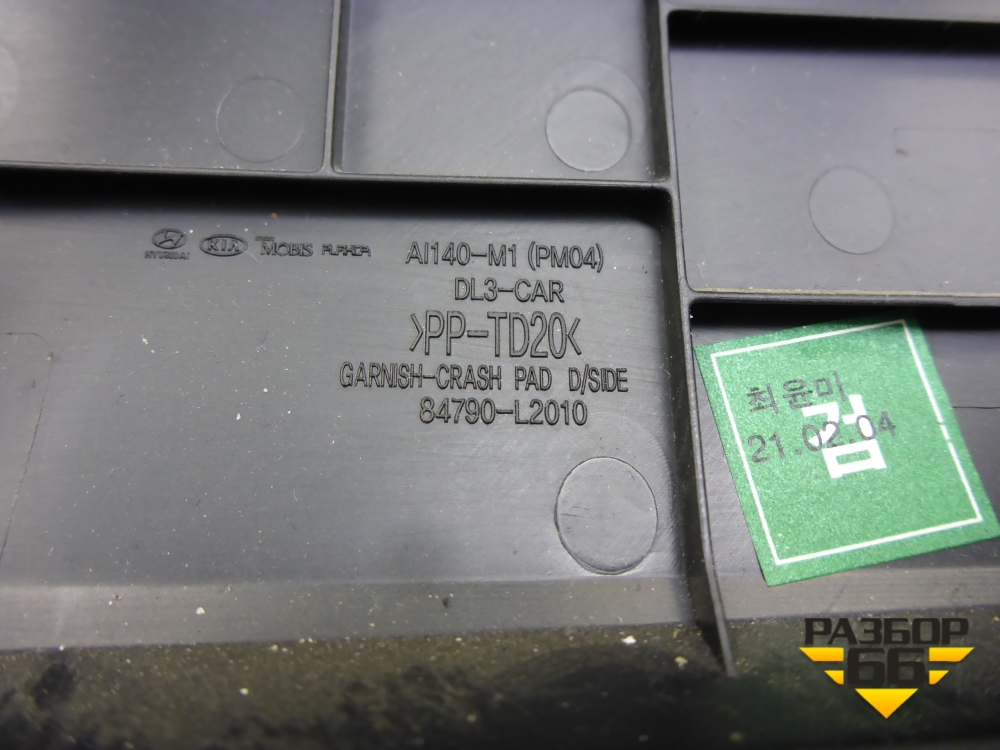 HYUNDAI KIA MOBIS
AI140-M1 (PM04)
DL3-CAR
>PP-TD20<
GARNISH-CRASH PAD D/SIDE
84790-L2010
최윤미
검
21.02.04
РАЗБОР
66